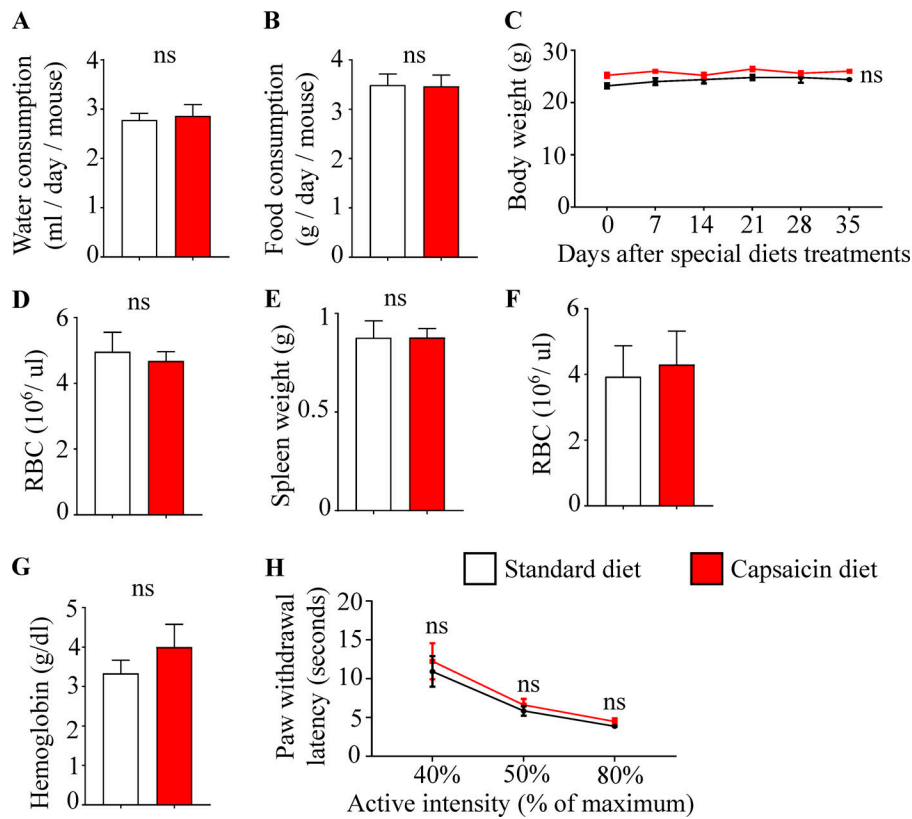 A
Water consumption
(ml / day / mouse)
4
3
2
1
0
ns
B
Food consumption
(g / day / mouse)
4
3
2
1
0
ns
C
Body weight (g)
30
20
10
0
ns
0 7 14 21 28 35
Days after special diets treatments
D
RBC (10⁶/ ul)
6
4
2
0
ns
E
Spleen weight (g)
1
0.5
0
ns
F
RBC (10⁶/ ul)
6
4
2
0
G
Hemoglobin (g/dl)
5
4
3
2
1
0
ns
Standard diet Capsaicin diet
H
Paw withdrawal
latency (seconds)
20
15
10
5
0
ns ns ns
40% 50% 80%
Active intensity (% of maximum)